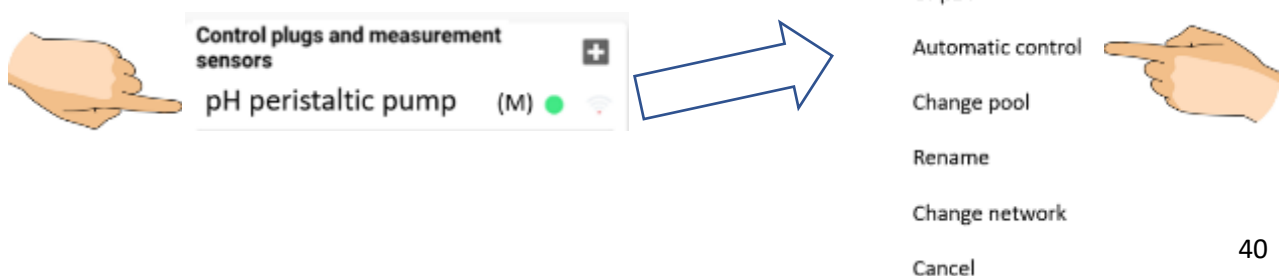 Control plugs and measurement
sensors
pH peristaltic pump (M)
Automatic control
Change pool
Rename
Change network
40
Cancel